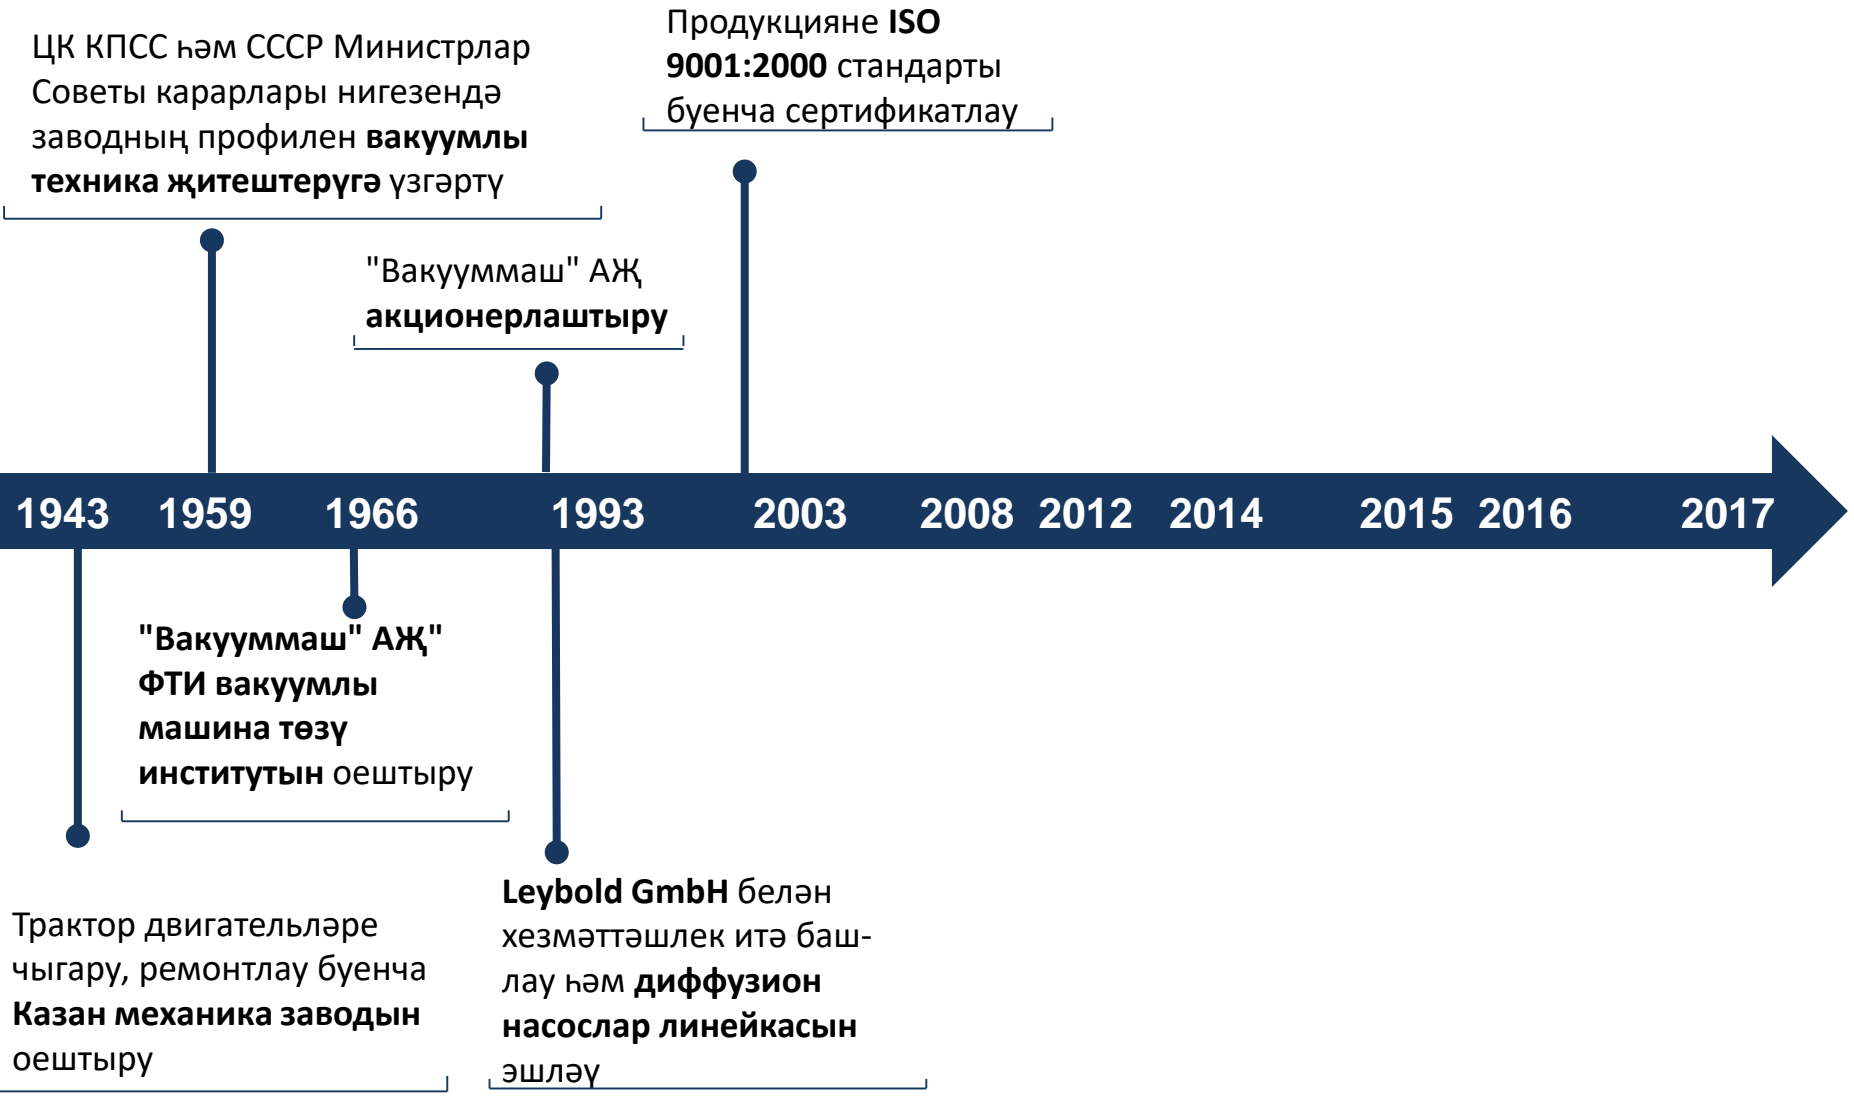 ЦК КПСС һәм СССР Министрлар
Советы карарлары нигезендә
заводның профилен вакуумлы
техника җитештерүгә үзгәртү
Продукцияне ISO
9001:2000 стандарты
буенча сертификатлау
"Вакууммаш" АҖ
акционерлаштыру
1943 1959 1966 1993 2003 2008 2012 2014 2015 2016 2017
"Вакууммаш" АҖ"
ФТИ вакуумлы
машина төзү
институтын оештыру
Трактор двигательләре
чыгару, ремонтлау буенча
Казан механика заводын
оештыру
Leybold GmbH белән
хезмәттәшлек итә баш-
лау һәм диффузион
насослар линейкасын
эшләү